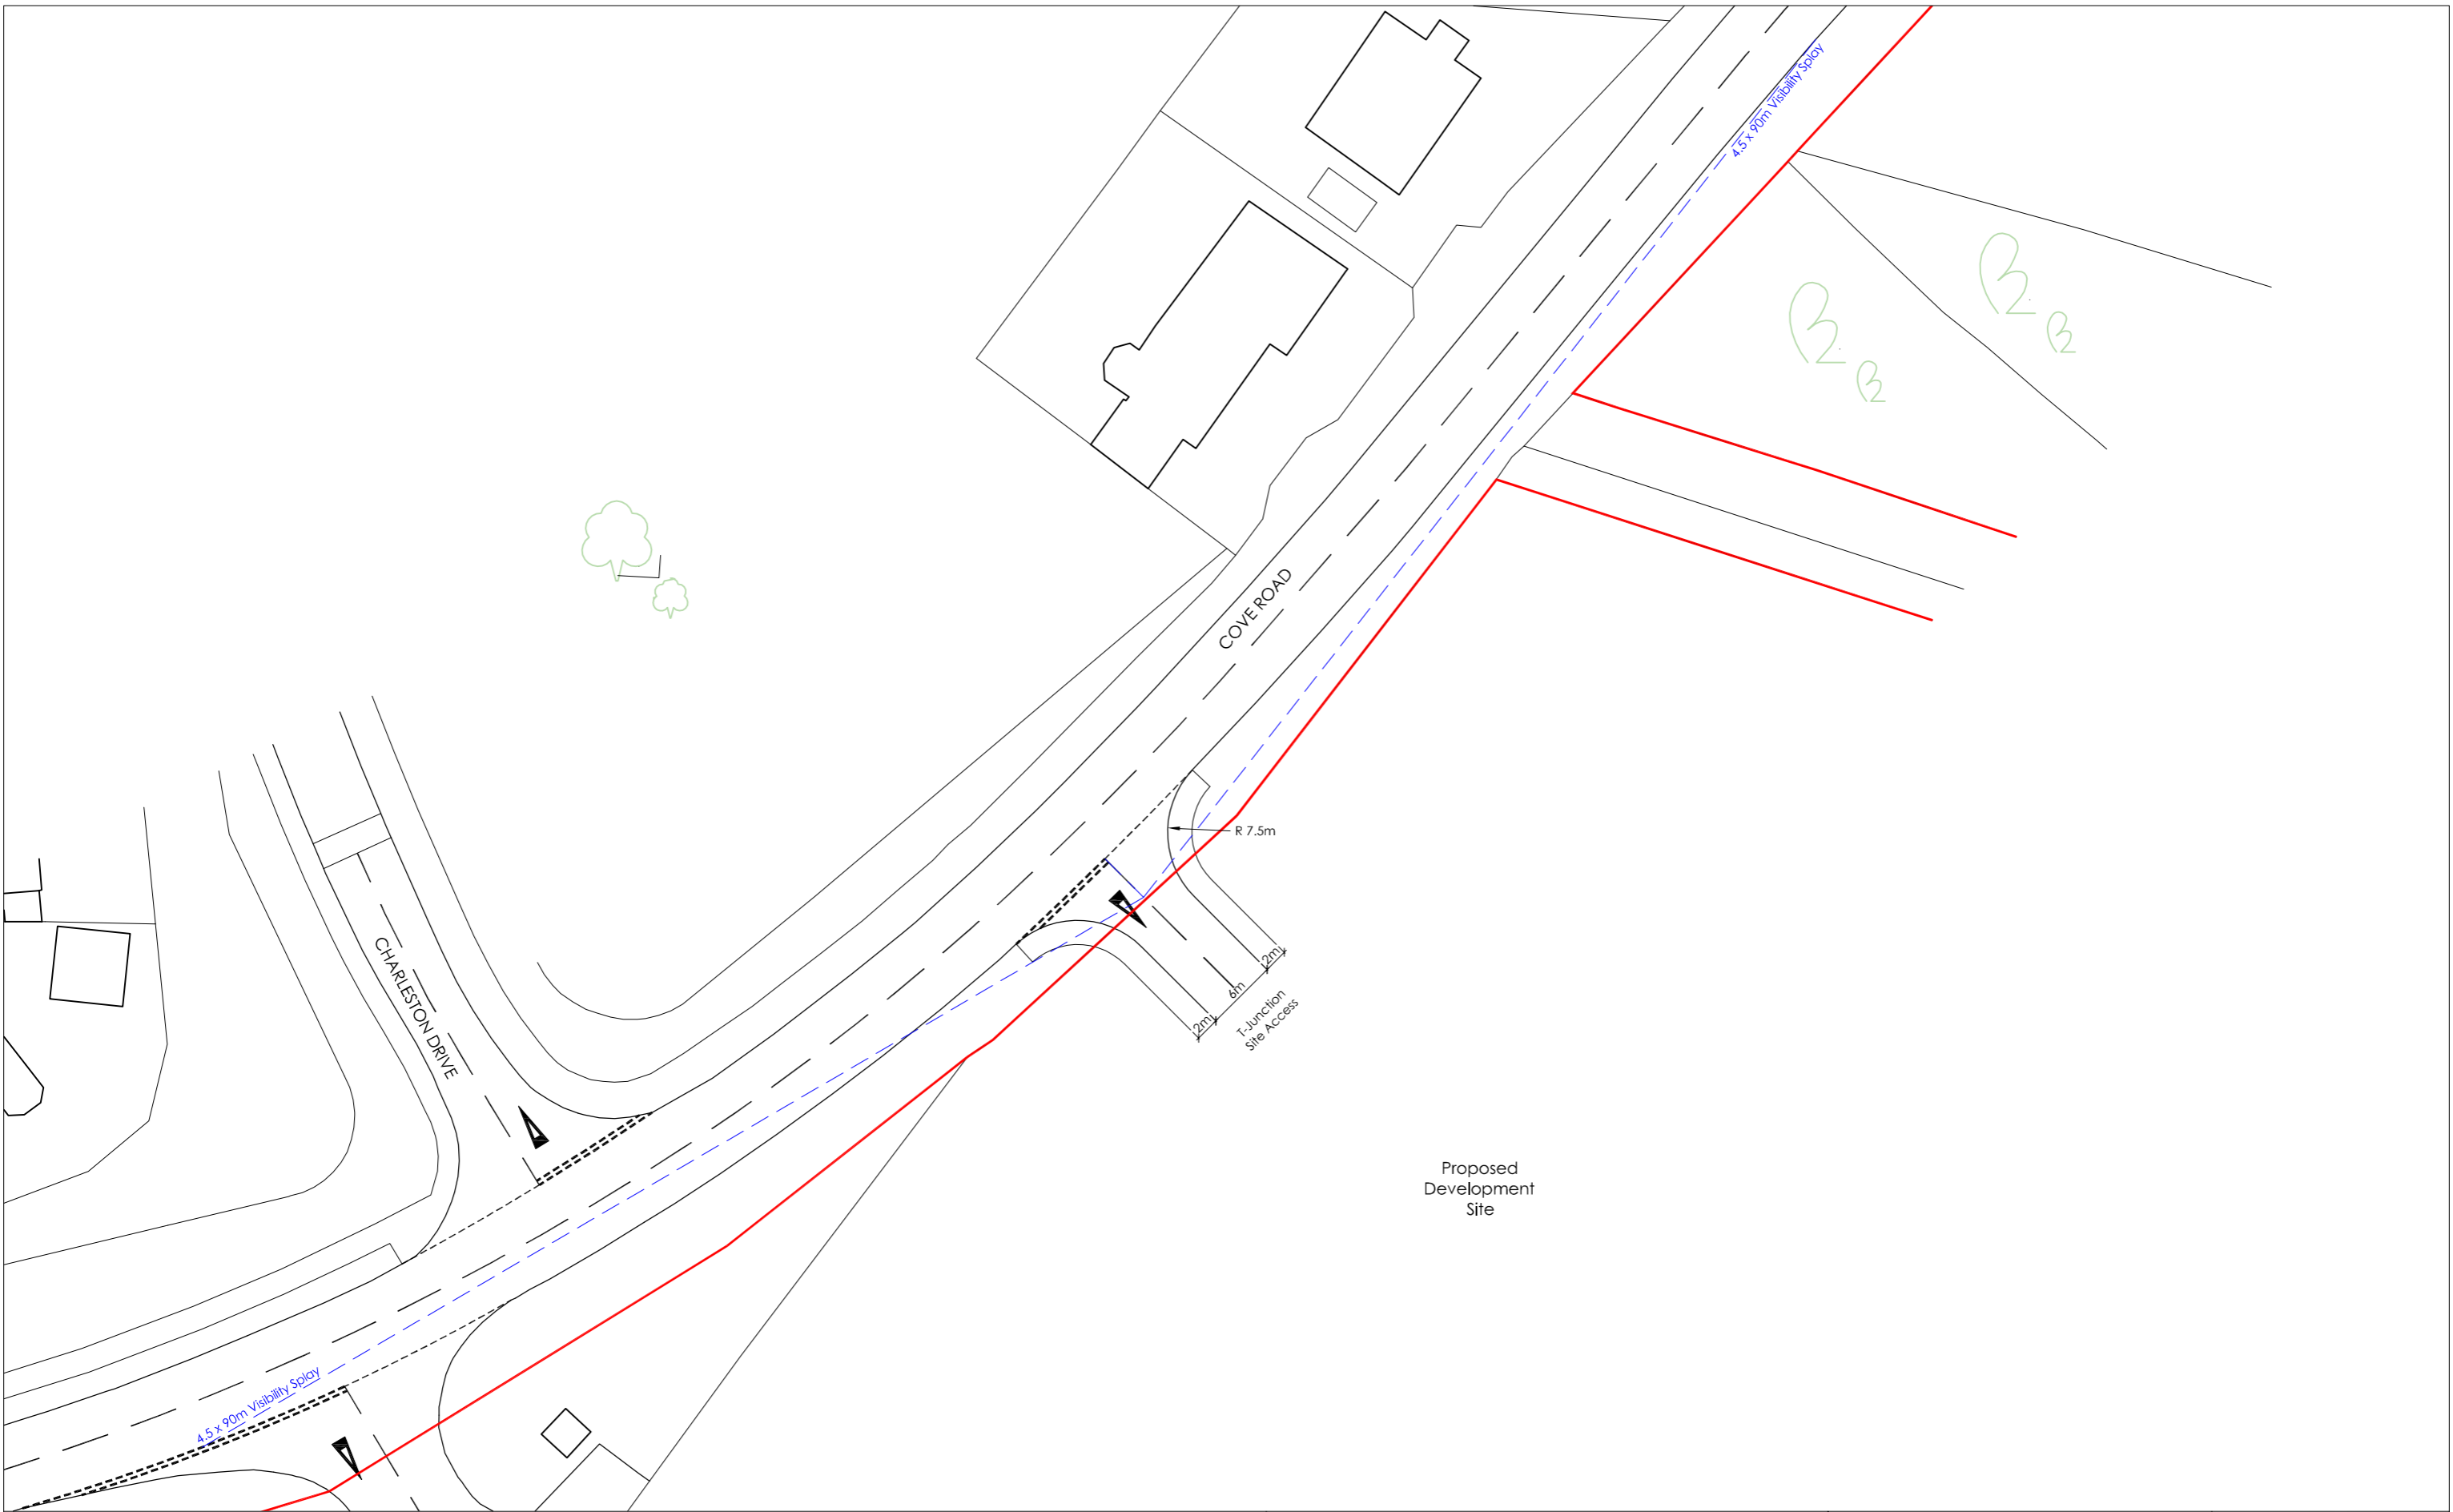 4.5 x 90m Visibility Splay
COVE ROAD
R 7.5m
CHARLESTON DRIVE
2m
6m
2m
T-Junction
Site Access
Proposed
Development
Site
4.5 x 90m Visibility Splay